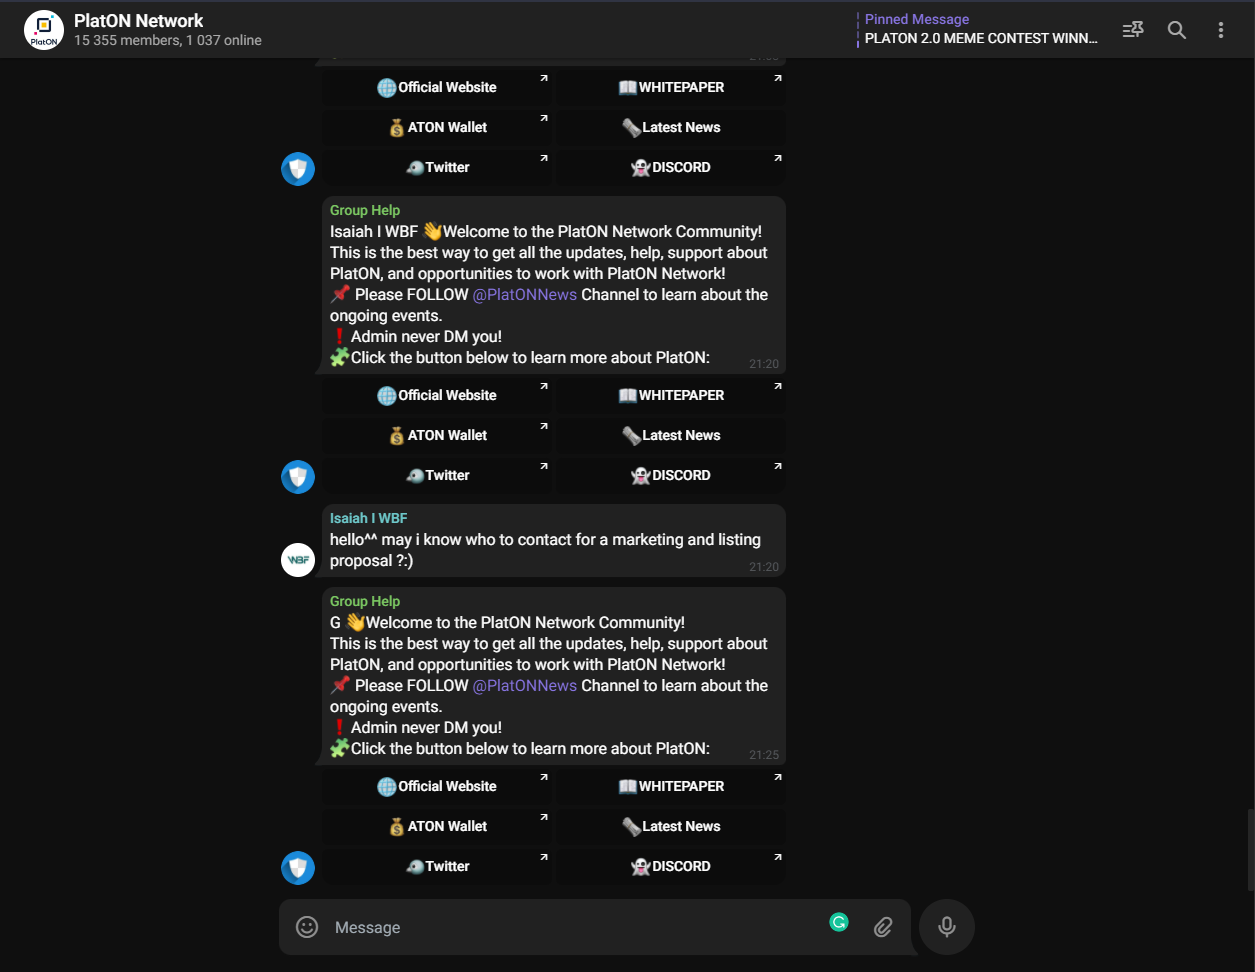 PlatON Network
15 355 members, 1 037 online
Pinned Message
PLATON 2.0 MEME CONTEST WINN...
PlatON
Official Website
WHITEPAPER
ATON Wallet
Latest News
Twitter
DISCORD
Group Help
Isaiah I WBF 👋Welcome to the PlatON Network Community!
This is the best way to get all the updates, help, support about
PlatON, and opportunities to work with PlatON Network!
📌 Please FOLLOW @PlatONNews Channel to learn about the
ongoing events.
❗ Admin never DM you!
🧩Click the button below to learn more about PlatON:
21:20
Official Website
WHITEPAPER
ATON Wallet
Latest News
Twitter
DISCORD
Isaiah I WBF
hello^^ may i know who to contact for a marketing and listing
proposal ?:)
21:20
WBF
Group Help
G 👋Welcome to the PlatON Network Community!
This is the best way to get all the updates, help, support about
PlatON, and opportunities to work with PlatON Network!
📌 Please FOLLOW @PlatONNews Channel to learn about the
ongoing events.
❗ Admin never DM you!
🧩Click the button below to learn more about PlatON:
21:25
Official Website
WHITEPAPER
ATON Wallet
Latest News
Twitter
DISCORD
Message